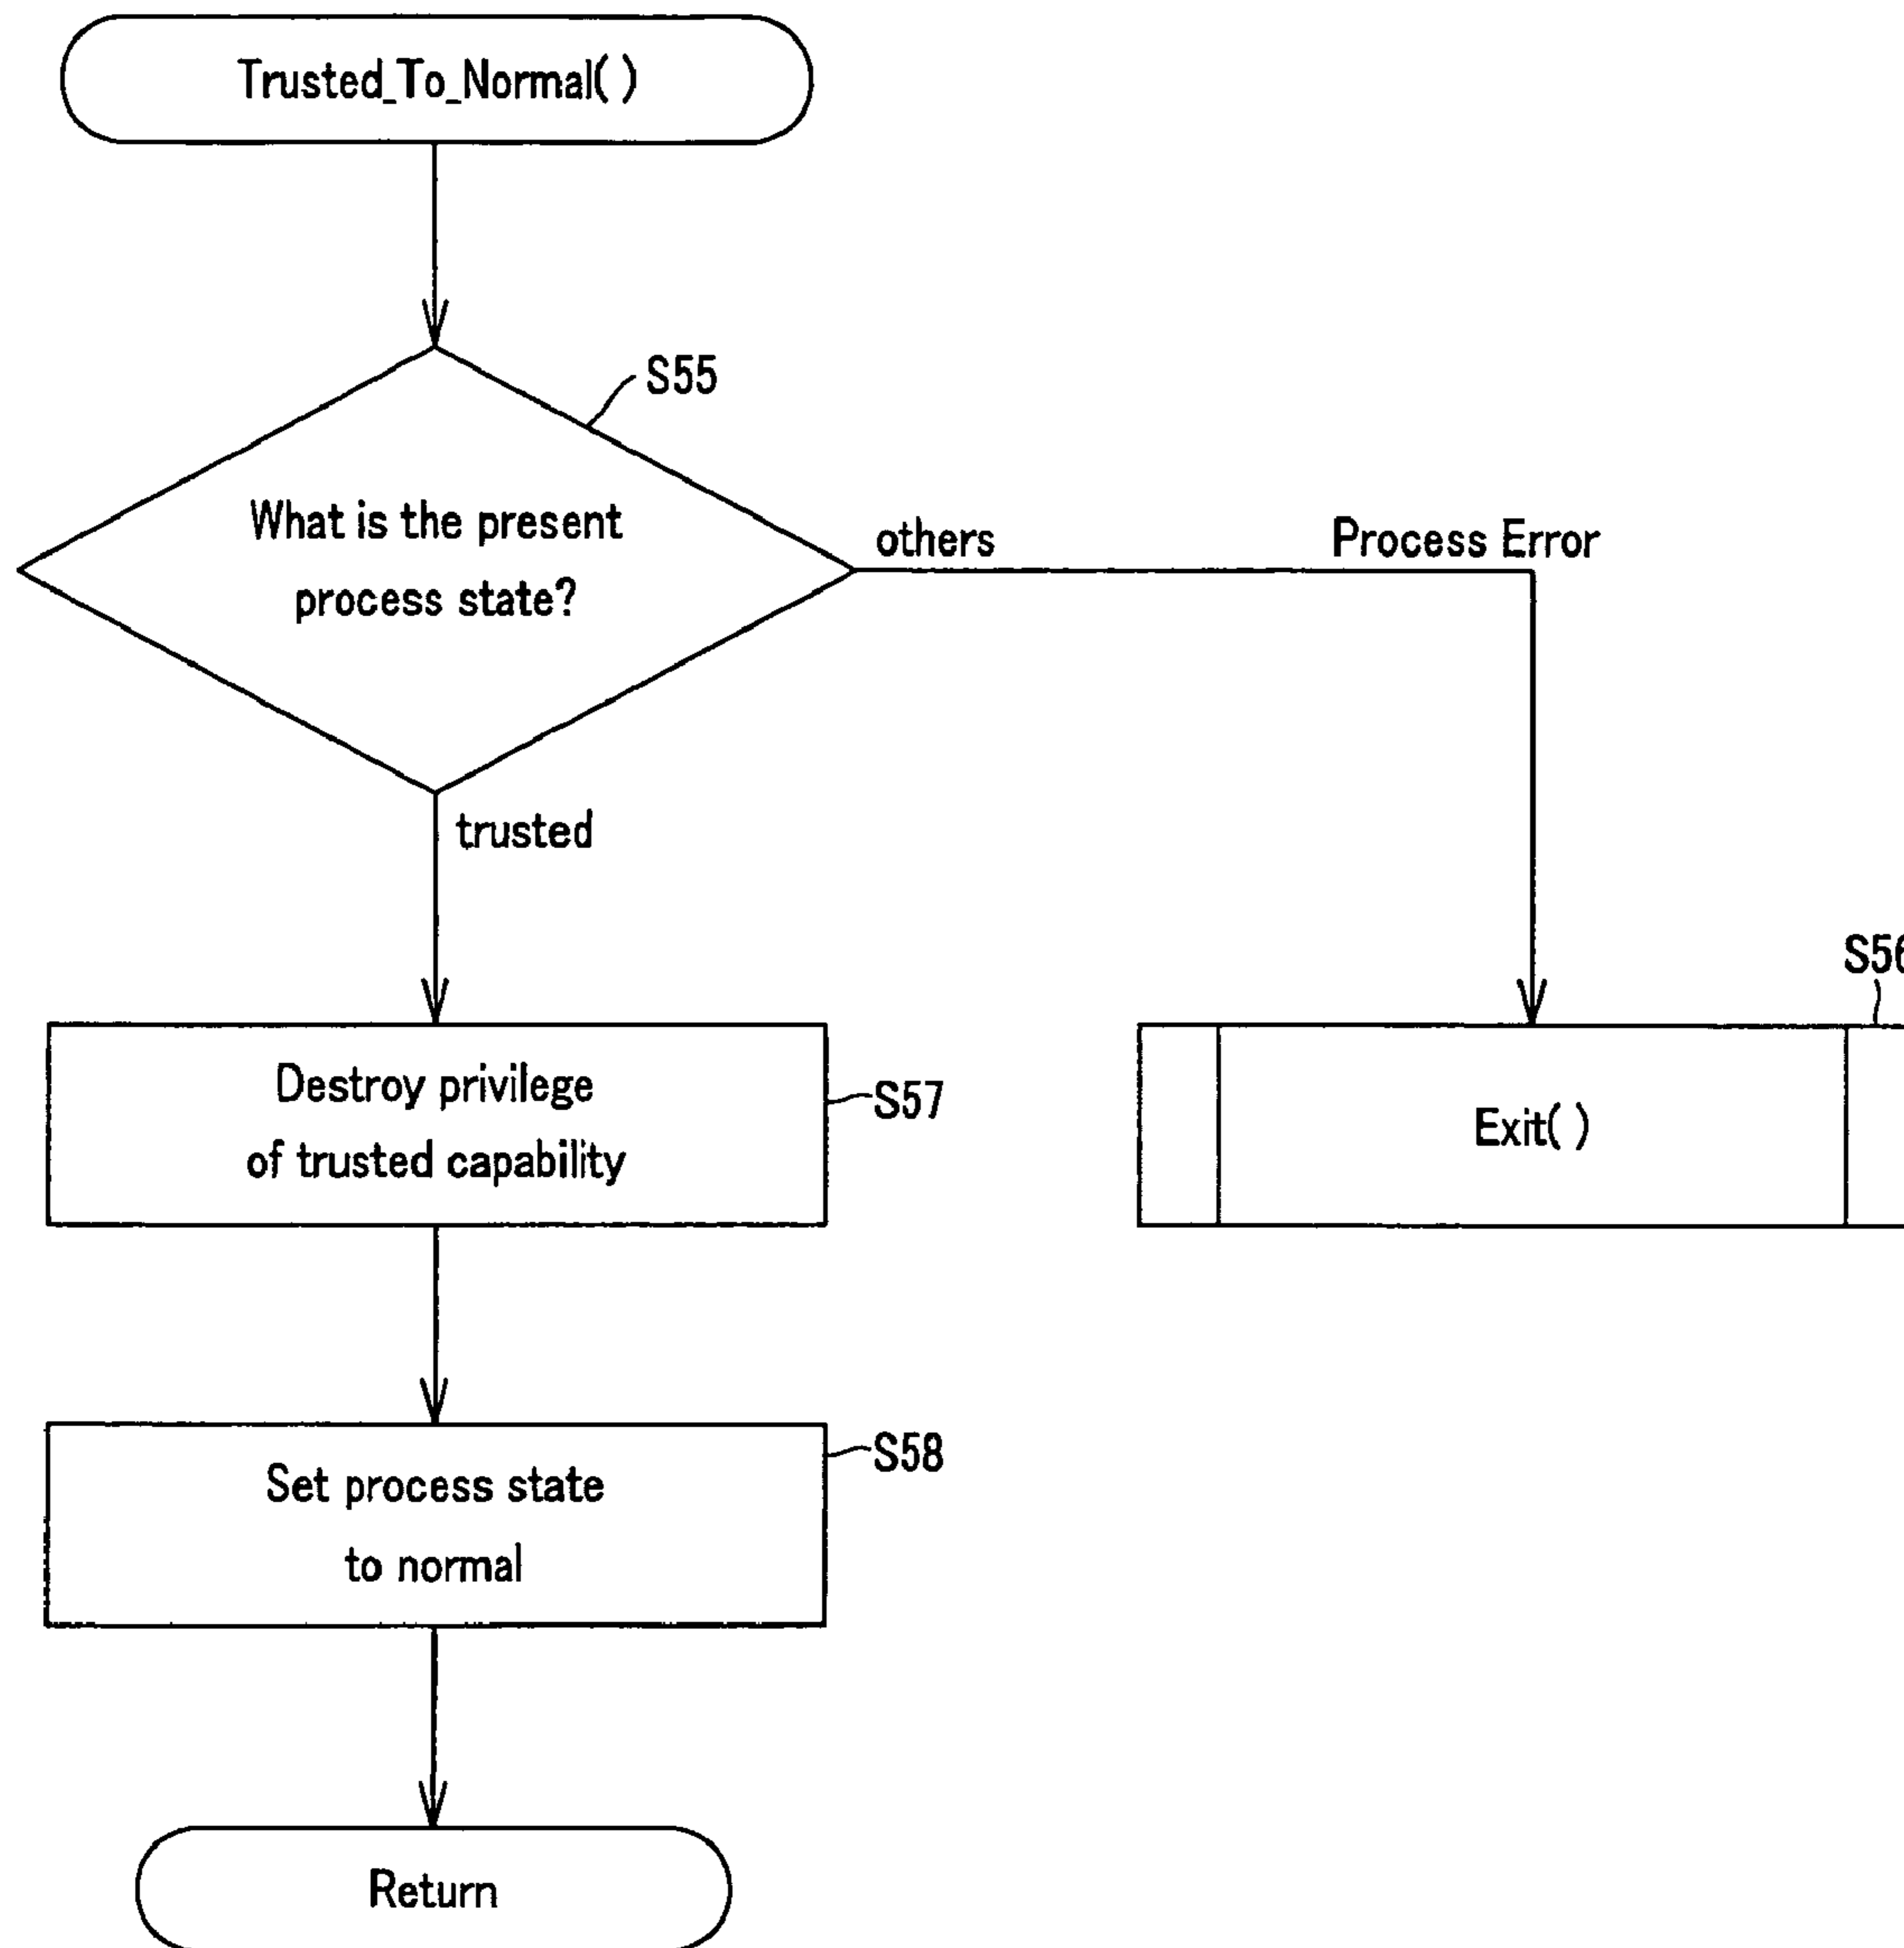 Trusted_To_Normal( )
S55
What is the present
process state?
others
Process Error
trusted
S56
Destroy privilege
of trusted capability
S57
Exit( )
Set process state
to normal
S58
Return